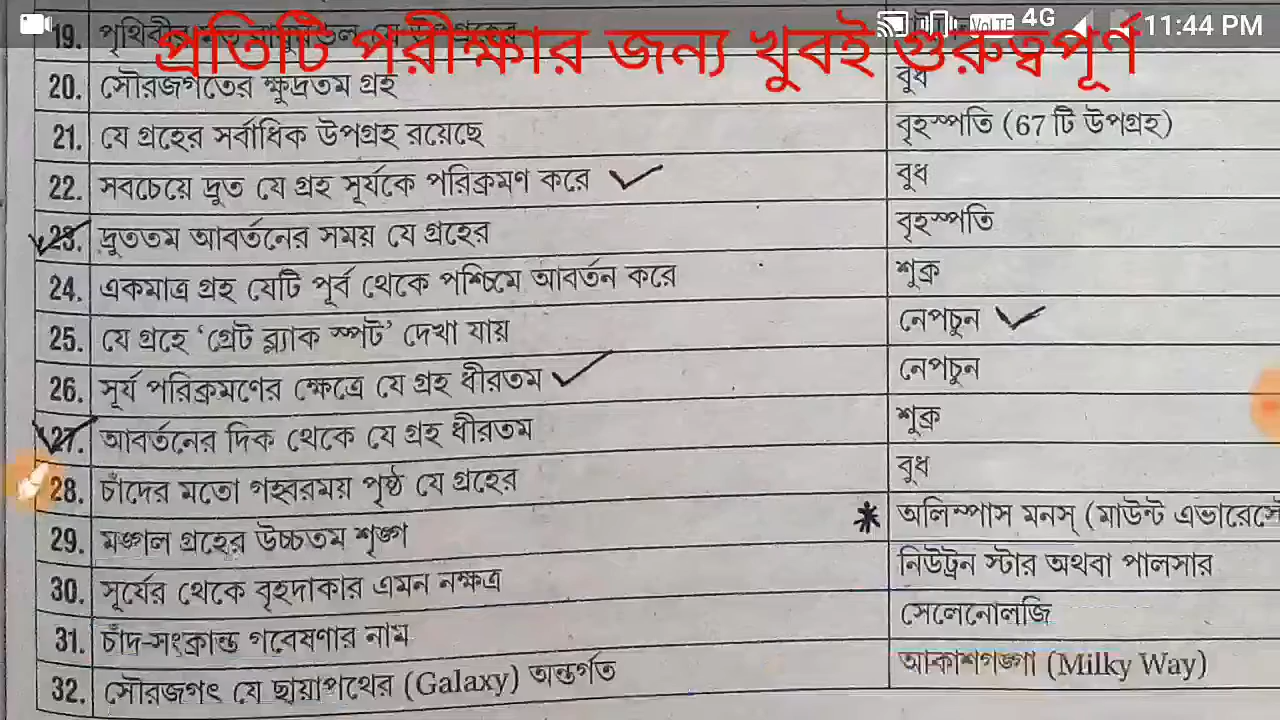 VoLTE 4G 11:44 PM
প্রতিটি পরীক্ষার জন্য খুবই গুরুত্বপূর্ণ
19. পৃথিবীর
20. সৌরজগতের ক্ষুদ্রতম গ্রহ বুধ
21. যে গ্রহের সর্বাধিক উপগ্রহ রয়েছে বৃহস্পতি (67 টি উপগ্রহ)
22. সবচেয়ে দ্রুত যে গ্রহ সূর্যকে পরিক্রমণ করে বুধ
23. দ্রুততম আবর্তনের সময় যে গ্রহের বৃহস্পতি
24. একমাত্র গ্রহ যেটি পূর্ব থেকে পশ্চিমে আবর্তন করে শুক্র
25. যে গ্রহে ‘গ্রেট ব্ল্যাক স্পট’ দেখা যায় নেপচুন
26. সূর্য পরিক্রমণের ক্ষেত্রে যে গ্রহ ধীরতম নেপচুন
27. আবর্তনের দিক থেকে যে গ্রহ ধীরতম শুক্র
28. চাঁদের মতো গহ্বরময় পৃষ্ঠ যে গ্রহের বুধ
29. মঙ্গল গ্রহের উচ্চতম শৃঙ্গ অলিম্পাস মনস্ (মাউন্ট এভারেস্টে
30. সূর্যের থেকে বৃহদাকার এমন নক্ষত্র নিউট্রন স্টার অথবা পালসার
31. চাঁদ-সংক্রান্ত গবেষণার নাম সেলেনোলজি
32. সৌরজগৎ যে ছায়াপথের (Galaxy) অন্তর্গত আকাশগঙ্গা (Milky Way)